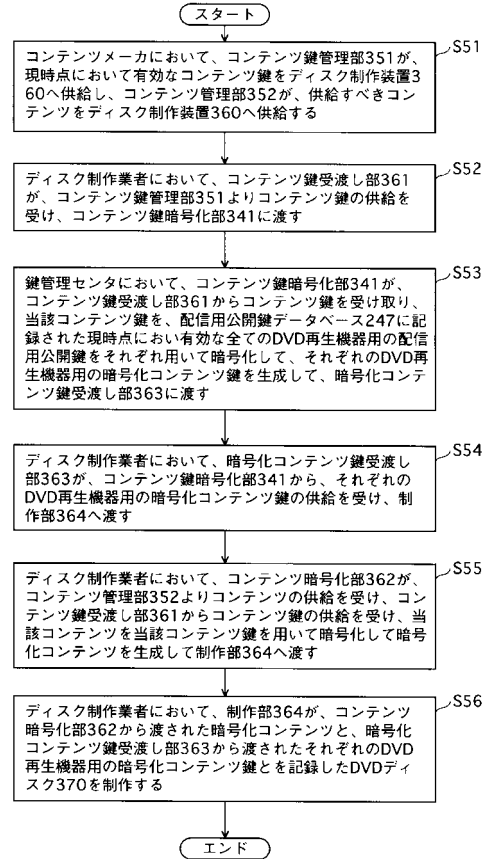 スタート
S51
コンテンツメーカにおいて、コンテンツ鍵管理部351が、
現時点において有効なコンテンツ鍵をディスク制作装置3
60へ供給し、コンテンツ管理部352が、供給すべきコン
テンツをディスク制作装置360へ供給する
S52
ディスク制作業者において、コンテンツ鍵受渡し部361
が、コンテンツ鍵管理部351よりコンテンツ鍵の供給を
受け、コンテンツ鍵暗号化部341に渡す
S53
鍵管理センタにおいて、コンテンツ鍵暗号化部341が、
コンテンツ鍵受渡し部361からコンテンツ鍵を受け取り、
当該コンテンツ鍵を、配信用公開鍵データベース247に記
録された現時点におい有効な全てのDVD再生機器用の配信
用公開鍵をそれぞれ用いて暗号化して、それぞれのDVD再
生機器用の暗号化コンテンツ鍵を生成して、暗号化コンテ
ンツ鍵受渡し部363に渡す
S54
ディスク制作業者において、暗号化コンテンツ鍵受渡し
部363が、コンテンツ鍵暗号化部341から、それぞれの
DVD再生機器用の暗号化コンテンツ鍵の供給を受け、制
作部364へ渡す
S55
ディスク制作業者において、コンテンツ暗号化部362が、
コンテンツ管理部352よりコンテンツの供給を受け、コン
テンツ鍵受渡し部361からコンテンツ鍵の供給を受け、当
該コンテンツを当該コンテンツ鍵を用いて暗号化して暗号
化コンテンツを生成して制作部364へ渡す
S56
ディスク制作業者において、制作部364が、コンテンツ
暗号化部362から渡された暗号化コンテンツと、暗号化
コンテンツ鍵受渡し部363から渡されたそれぞれのDVD
再生機器用の暗号化コンテンツ鍵とを記録したDVDディ
スク370を制作する
エンド